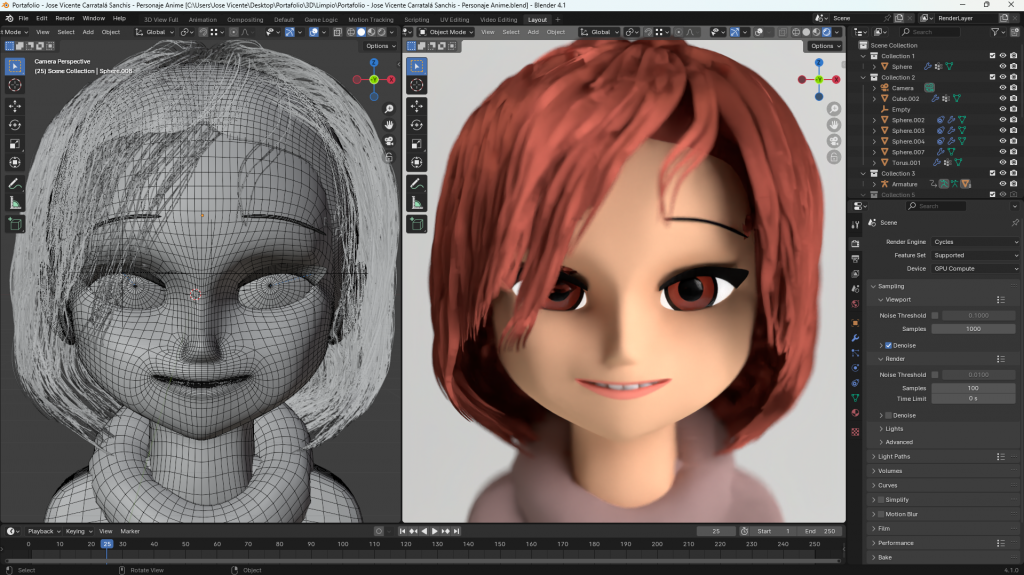 Portafolio - Jose Vicente Carratalá Sanchis - Personaje Anime [C:\Users\Jose Vicente\Desktop\Portafolio\3D\Limpio\Portafolio - Jose Vicente Carratalá Sanchis - Personaje Anime.blend] - Blender 4.1
File Edit Render Window Help 3D View Full Animation Compositing Default Game Logic Motion Tracking Scripting UV Editing Video Editing Layout + Scene RenderLayer
Mode View Select Add Object Global
Object Mode View Select Add Object Global
Search
Options
Options
Camera Perspective
(25) Scene Collection | Sphere.006
Z
X
Y
Z
X
Y
Scene Collection
Collection 1
Sphere
Collection 2
Camera
Cube.002
Empty
Sphere.002
Sphere.003
Sphere.004
Sphere.007
Torus.001
Collection 3
Armature
Collection 5
Search
Scene
Render Engine Cycles
Feature Set Supported
Device GPU Compute
Sampling
Viewport
Noise Threshold 0.1000
Samples 1000
Denoise
Render
Noise Threshold 0.0100
Samples 100
Time Limit 0 s
Denoise
Lights
Advanced
Light Paths
Volumes
Curves
Simplify
Motion Blur
Film
Performance
Bake
Playback Keying View Marker
25 Start 1 End 250
0 10 20 25 30 40 50 60 70 80 90 100 110 120 130 140 150 160 170 180 190 200 210 220 230 240 250
Select Rotate View Object
4.1.0